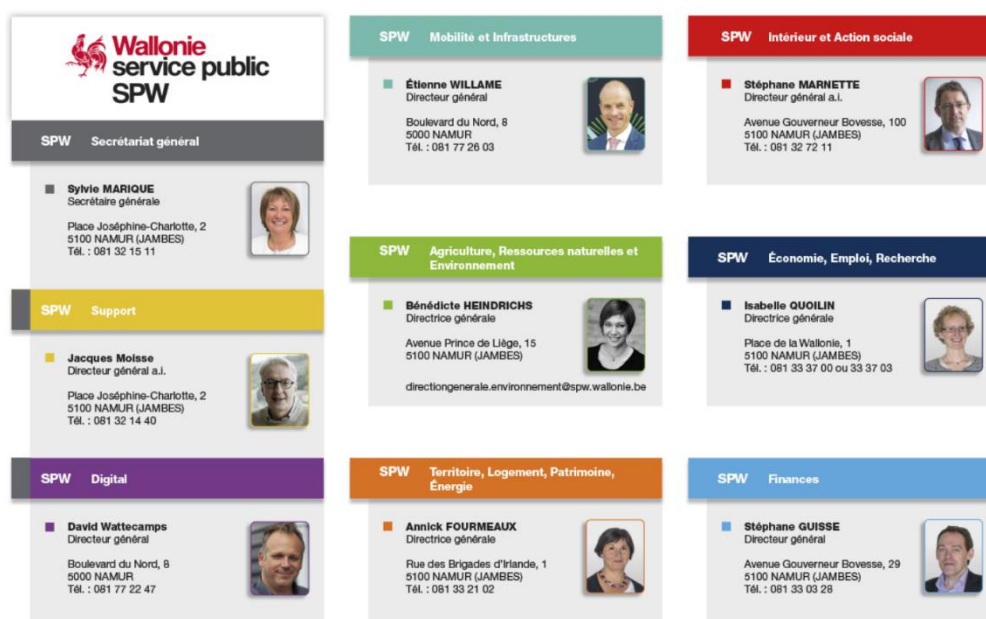 Wallonie
service public
SPW
SPW Secrétariat général
Sylvie MARIQUE
Secrétaire générale
Place Joséphine-Charlotte, 2
5100 NAMUR (JAMBES)
Tél. : 081 32 15 11
SPW Support
Jacques Moisse
Directeur général a.i.
Place Joséphine-Charlotte, 2
5100 NAMUR (JAMBES)
Tél. : 081 32 14 40
SPW Digital
David Wattecamps
Directeur général
Boulevard du Nord, 8
5000 NAMUR
Tél. : 081 77 22 47
SPW Mobilité et Infrastructures
Étienne WILLAME
Directeur général
Boulevard du Nord, 8
5000 NAMUR
Tél. : 081 77 26 03
SPW Agriculture, Ressources naturelles et
Environnement
Bénédicte HEINDRICHS
Directrice générale
Avenue Prince de Liège, 15
5100 NAMUR (JAMBES)
directiongenerale.environnement@spw.wallonie.be
SPW Territoire, Logement, Patrimoine,
Énergie
Annick FOURMEAUX
Directrice générale
Rue des Brigades d'Irlande, 1
5100 NAMUR (JAMBES)
Tél. : 081 33 21 02
SPW Intérieur et Action sociale
Stéphane MARNETTE
Directeur général a.i.
Avenue Gouverneur Bovesse, 100
5100 NAMUR (JAMBES)
Tél. : 081 32 72 11
SPW Économie, Emploi, Recherche
Isabelle QUOILIN
Directrice générale
Place de la Wallonie, 1
5100 NAMUR (JAMBES)
Tél. : 081 33 37 00 ou 33 37 03
SPW Finances
Stéphane GUISSE
Directeur général
Avenue Gouverneur Bovesse, 29
5100 NAMUR (JAMBES)
Tél. : 081 33 03 28